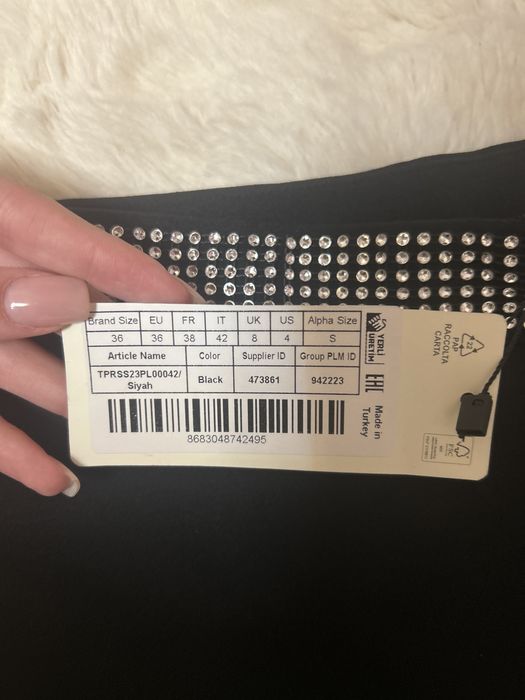 Brand Size EU FR IT UK US Alpha Size
36 36 38 42 8 4 S
Article Name Color Supplier ID Group PLM ID
TPRSS23PL00042/
Siyah Black 473861 942223
8683048742495
YERLİ
ÜRETİM
EAC
Made in
Turkey
22
PAP
RACCOLTA
CARTA
FSC